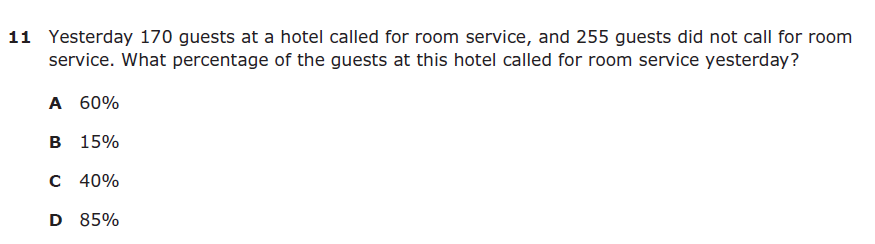 11 Yesterday 170 guests at a hotel called for room service, and 255 guests did not call for room
service. What percentage of the guests at this hotel called for room service yesterday?
A 60%
B 15%
C 40%
D 85%